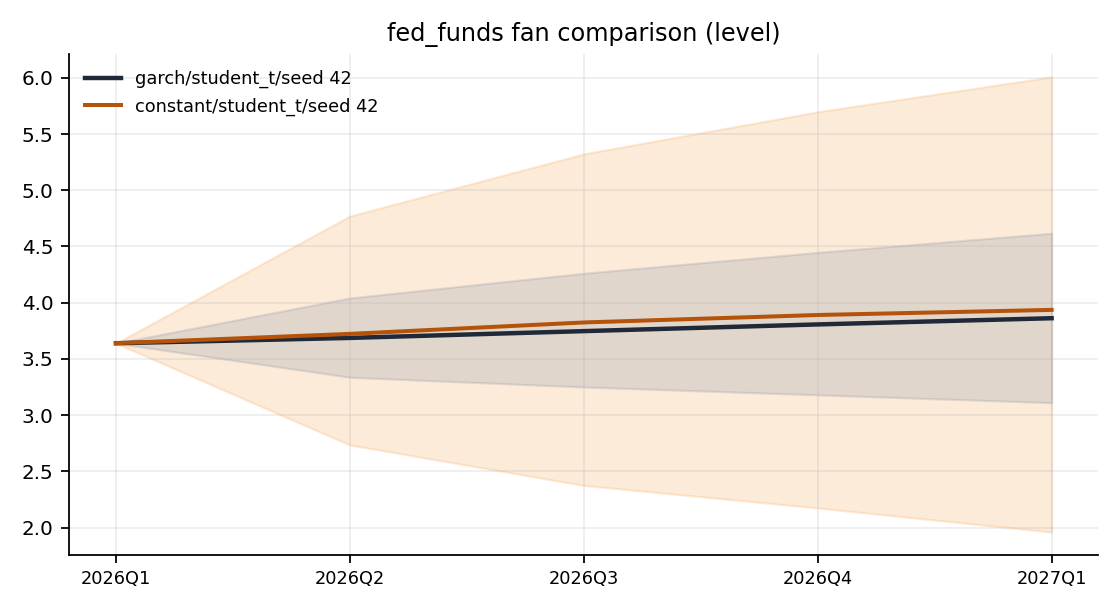 fed_funds fan comparison (level)
garch/student_t/seed 42
constant/student_t/seed 42
6.0
5.5
5.0
4.5
4.0
3.5
3.0
2.5
2.0
2026Q1 2026Q2 2026Q3 2026Q4 2027Q1